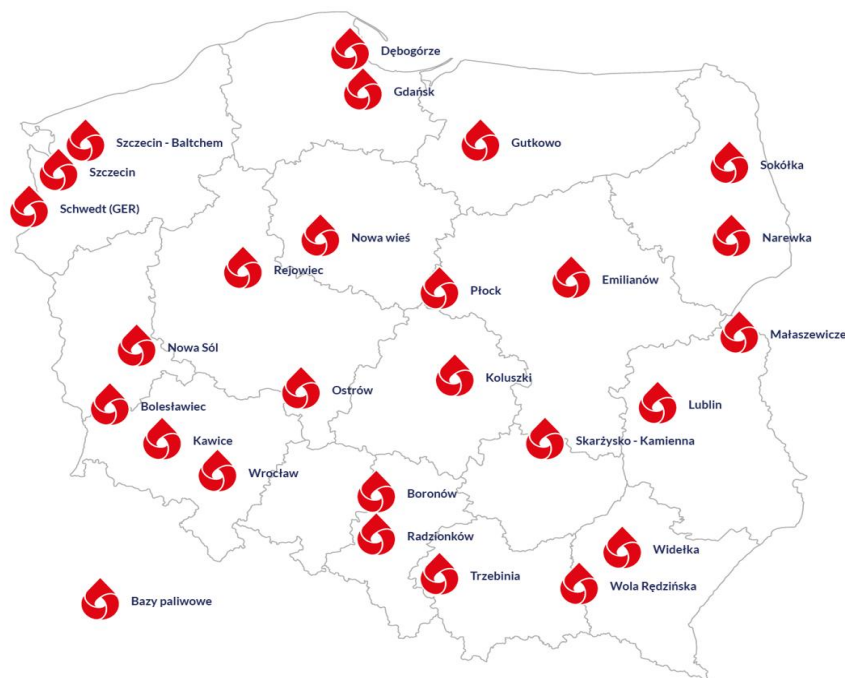 Dębogórze
Gdańsk
Szczecin - Baltchem
Gutkowo
Sokółka
Szczecin
Schwedt (GER)
Nowa wieś
Narewka
Rejowiec
Płock
Emilianów
Małaszewicze
Nowa Sól
Koluszki
Ostrów
Lublin
Bolesławiec
Kawice
Skarżysko - Kamienna
Wrocław
Boronów
Radzionków
Widełka
Trzebinia
Wola Rędzińska
Bazy paliwowe